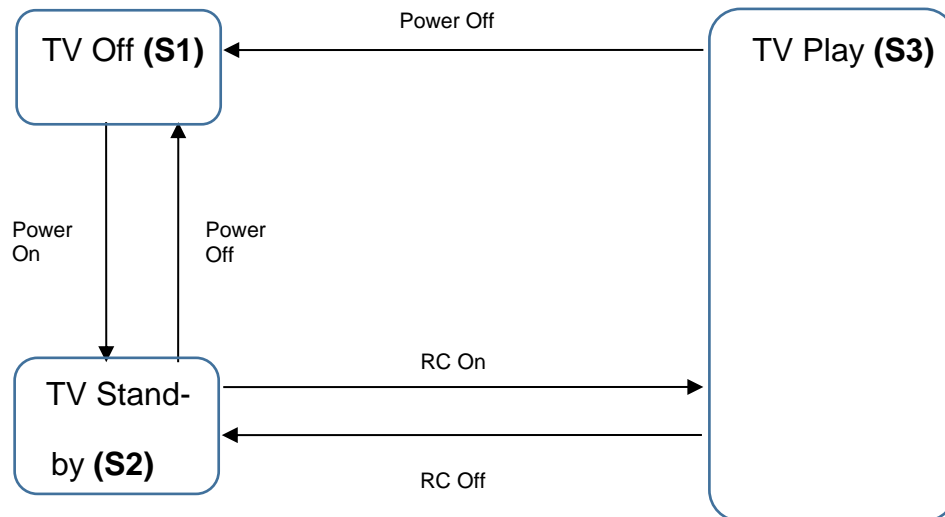 Power Off
TV Off (S1)
TV Play (S3)
Power
On
Power
Off
RC On
TV Stand-
by (S2)
RC Off